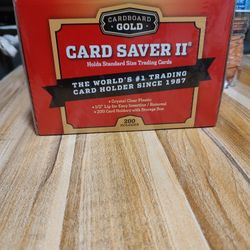 CARDBOARD
GOLD
CARD SAVER II®
Holds Standard Size Trading Cards
THE WORLD'S #1 TRADING
CARD HOLDER SINCE 1987
• Crystal Clear Plastic
• 1/2" Lip for Easy Insertion / Removal
• 200 Card Holders with Storage Box
200
HOLDERS